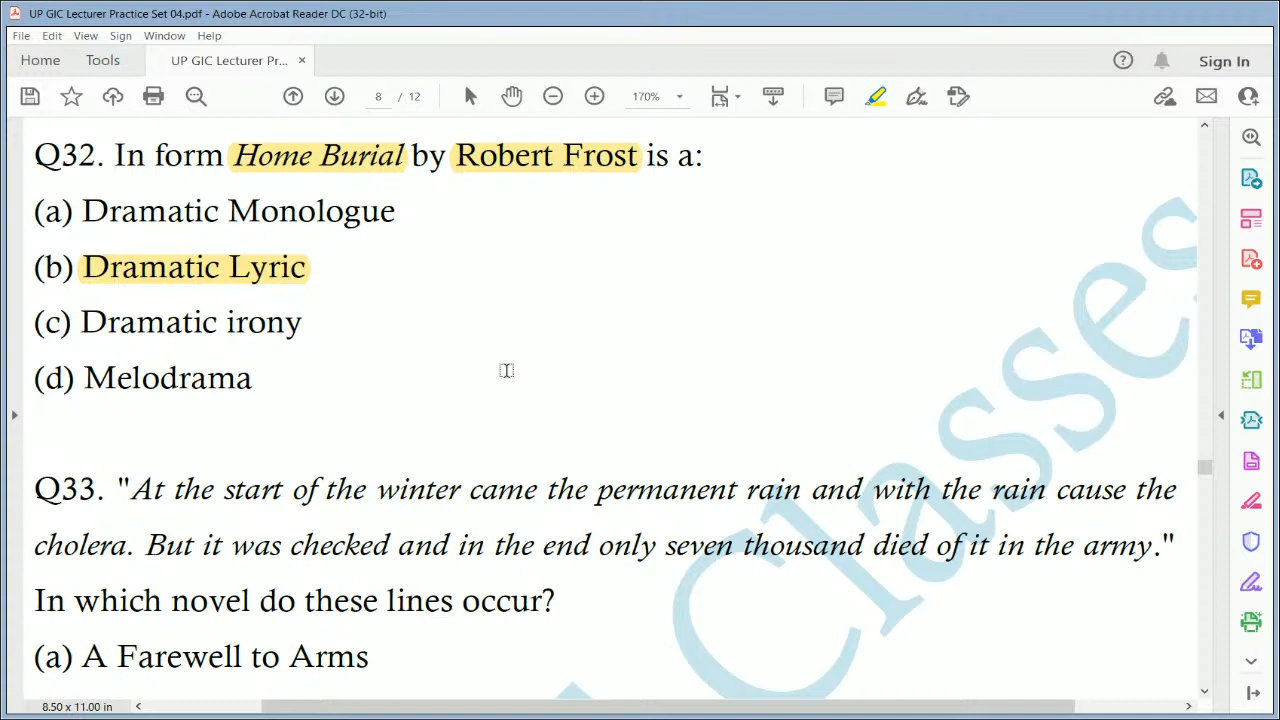 UP GIC Lecturer Practice Set 04.pdf - Adobe Acrobat Reader DC (32-bit)
File Edit View Sign Window Help
Home Tools UP GIC Lecturer Pr... × Sign In
8 / 12 170%
Q32. In form Home Burial by Robert Frost is a:
(a) Dramatic Monologue
(b) Dramatic Lyric
(c) Dramatic irony
(d) Melodrama
Q33. "At the start of the winter came the permanent rain and with the rain cause the
cholera. But it was checked and in the end only seven thousand died of it in the army."
In which novel do these lines occur?
(a) A Farewell to Arms
Classes
8.50 x 11.00 in